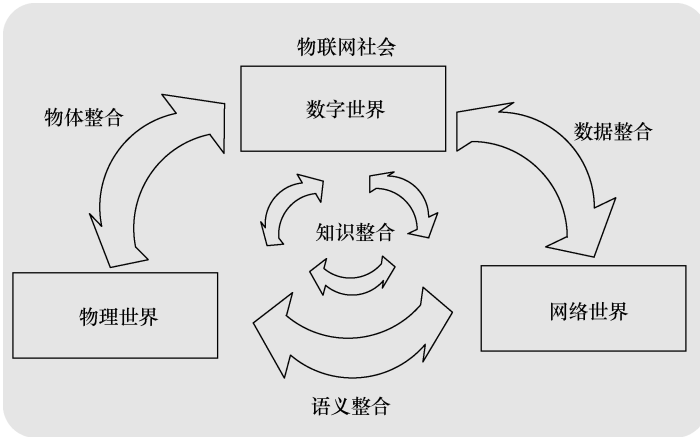 物联网社会
数字世界
物体整合
数据整合
知识整合
物理世界
网络世界
语义整合